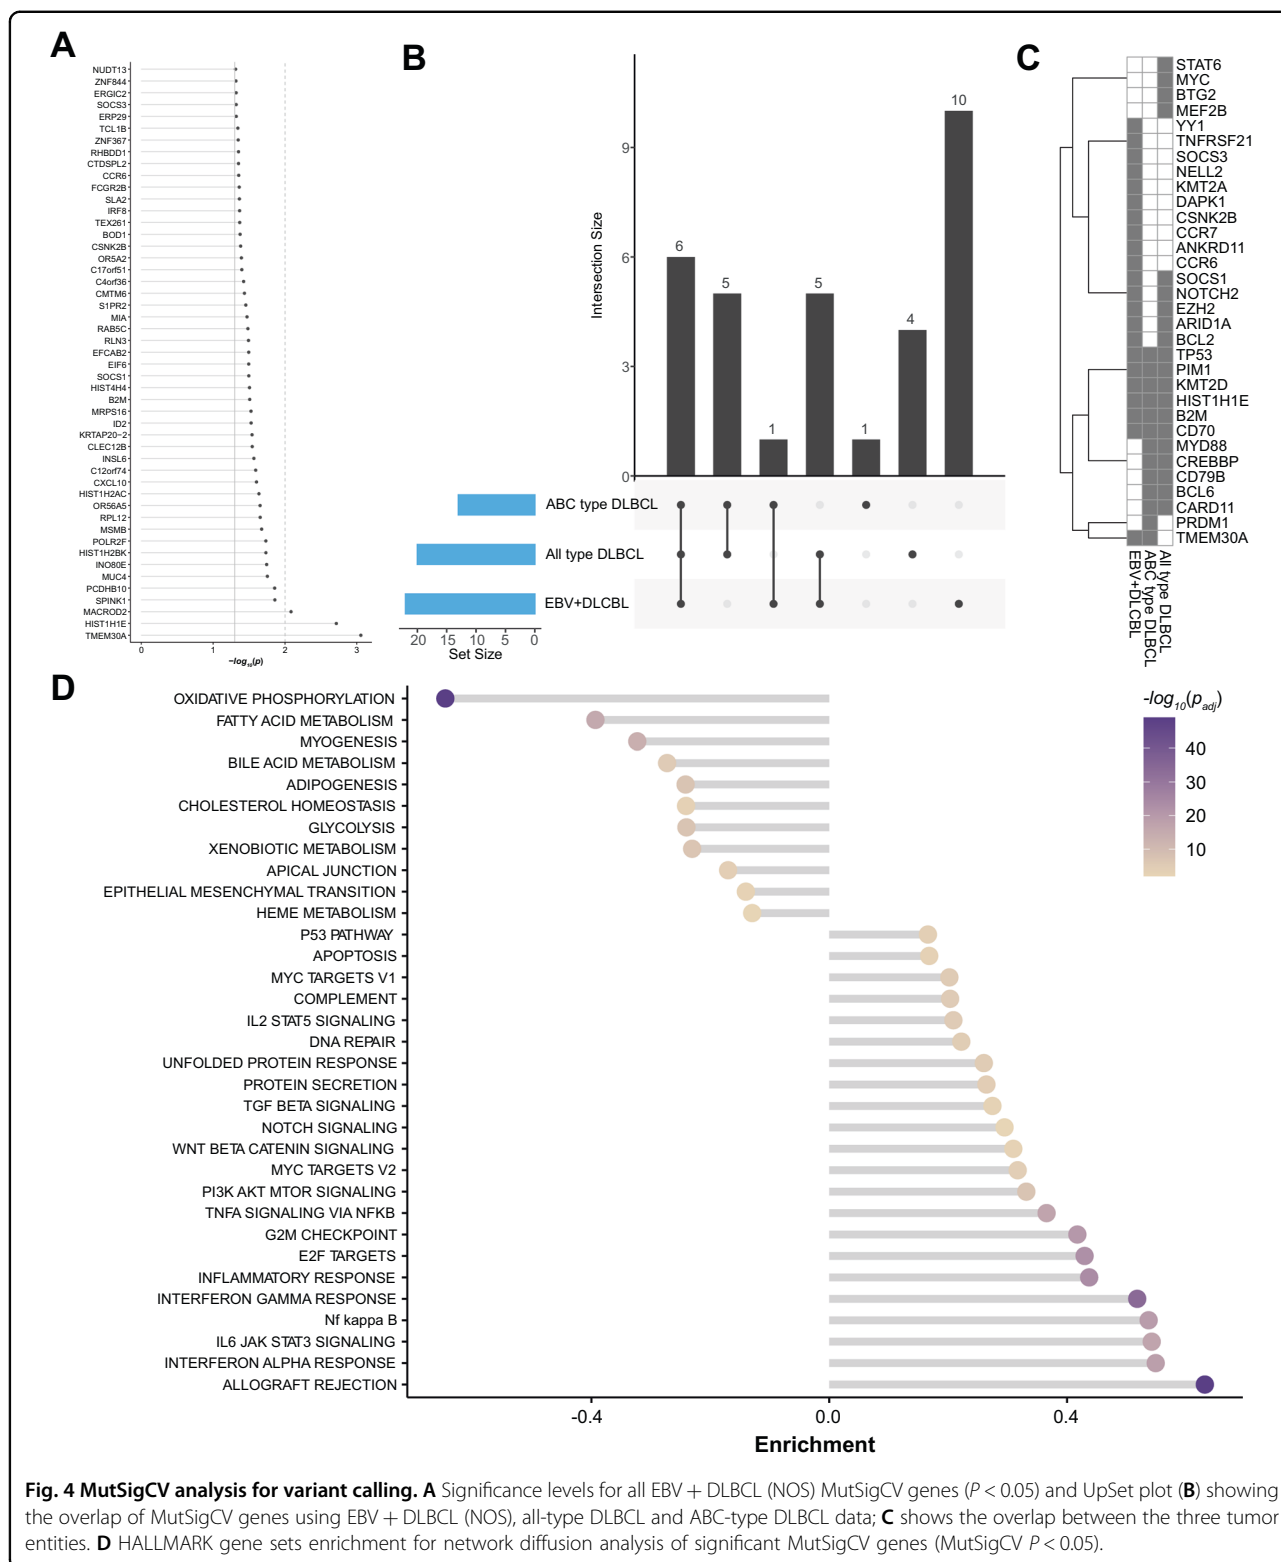 A
NUDT13
ZNF844
ERGIC2
SOCS3
ERP29
TCL1B
ZNF367
RHBDD1
CTDSPL2
CCR6
FCGR2B
SLA2
IRF8
TEX261
BOD1
CSNK2B
OR5A2
C17orf51
C4orf36
CMTM6
S1PR2
MIA
RAB5C
RLN3
EFCAB2
EIF6
SOCS1
HIST4H4
B2M
MRPS16
ID2
KRTAP20−2
CLEC12B
INSL6
C12orf74
CXCL10
HIST1H2AC
OR56A5
RPL12
MSMB
POLR2F
HIST1H2BK
INO80E
MUC4
PCDHB10
SPINK1
MACROD2
HIST1H1E
TMEM30A
0 1 2 3
−log10(p)
B
Intersection Size
9
6
3
0
6 5 1 5 1 4 10
ABC type DLBCL
All type DLBCL
EBV+DLCBL
20 15 10 5 0
Set Size
C
STAT6
MYC
BTG2
MEF2B
YY1
TNFRSF21
SOCS3
NELL2
KMT2A
DAPK1
CSNK2B
CCR7
ANKRD11
CCR6
SOCS1
NOTCH2
EZH2
ARID1A
BCL2
TP53
PIM1
KMT2D
HIST1H1E
B2M
CD70
MYD88
CREBBP
CD79B
BCL6
CARD11
PRDM1
TMEM30A
EBV+DLCBL
ABC type DLBCL
All type DLBCL
D
OXIDATIVE PHOSPHORYLATION
FATTY ACID METABOLISM
MYOGENESIS
BILE ACID METABOLISM
ADIPOGENESIS
CHOLESTEROL HOMEOSTASIS
GLYCOLYSIS
XENOBIOTIC METABOLISM
APICAL JUNCTION
EPITHELIAL MESENCHYMAL TRANSITION
HEME METABOLISM
P53 PATHWAY
APOPTOSIS
MYC TARGETS V1
COMPLEMENT
IL2 STAT5 SIGNALING
DNA REPAIR
UNFOLDED PROTEIN RESPONSE
PROTEIN SECRETION
TGF BETA SIGNALING
NOTCH SIGNALING
WNT BETA CATENIN SIGNALING
MYC TARGETS V2
PI3K AKT MTOR SIGNALING
TNFA SIGNALING VIA NFKB
G2M CHECKPOINT
E2F TARGETS
INFLAMMATORY RESPONSE
INTERFERON GAMMA RESPONSE
Nf kappa B
IL6 JAK STAT3 SIGNALING
INTERFERON ALPHA RESPONSE
ALLOGRAFT REJECTION
-0.4 0.0 0.4
Enrichment
-log10(padj)
40
30
20
10
Fig. 4 MutSigCV analysis for variant calling. A Significance levels for all EBV + DLBCL (NOS) MutSigCV genes (P < 0.05) and UpSet plot (B) showing
the overlap of MutSigCV genes using EBV + DLBCL (NOS), all-type DLBCL and ABC-type DLBCL data; C shows the overlap between the three tumor
entities. D HALLMARK gene sets enrichment for network diffusion analysis of significant MutSigCV genes (MutSigCV P < 0.05).